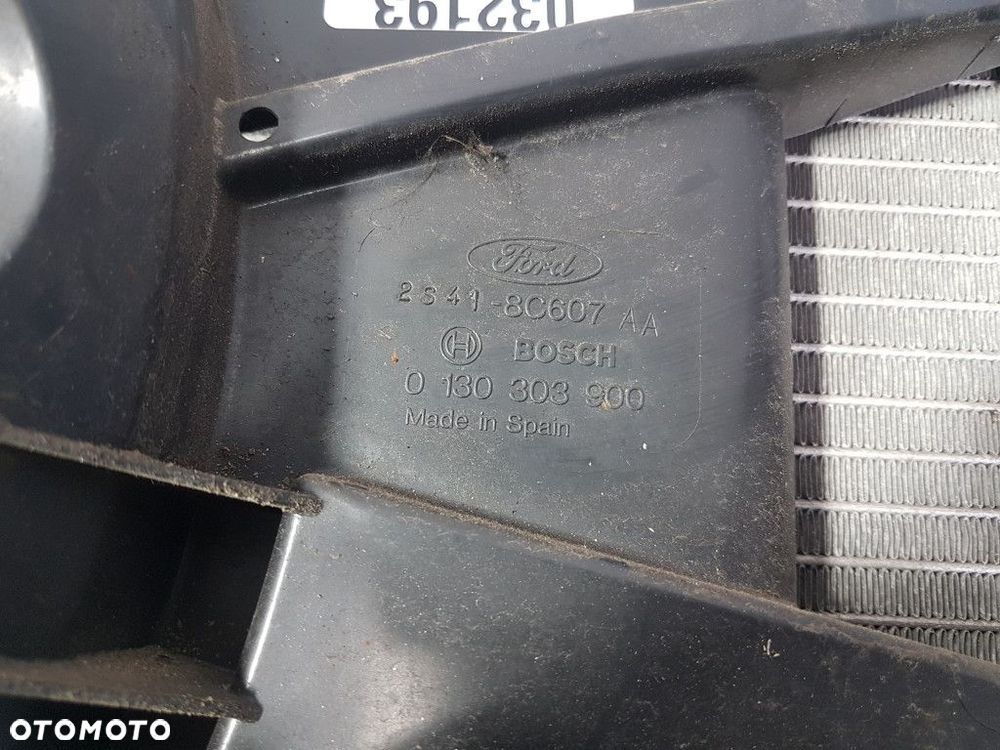 032193
Ford
2S41-8C607 AA
BOSCH
0 130 303 900
Made in Spain
OTOMOTO